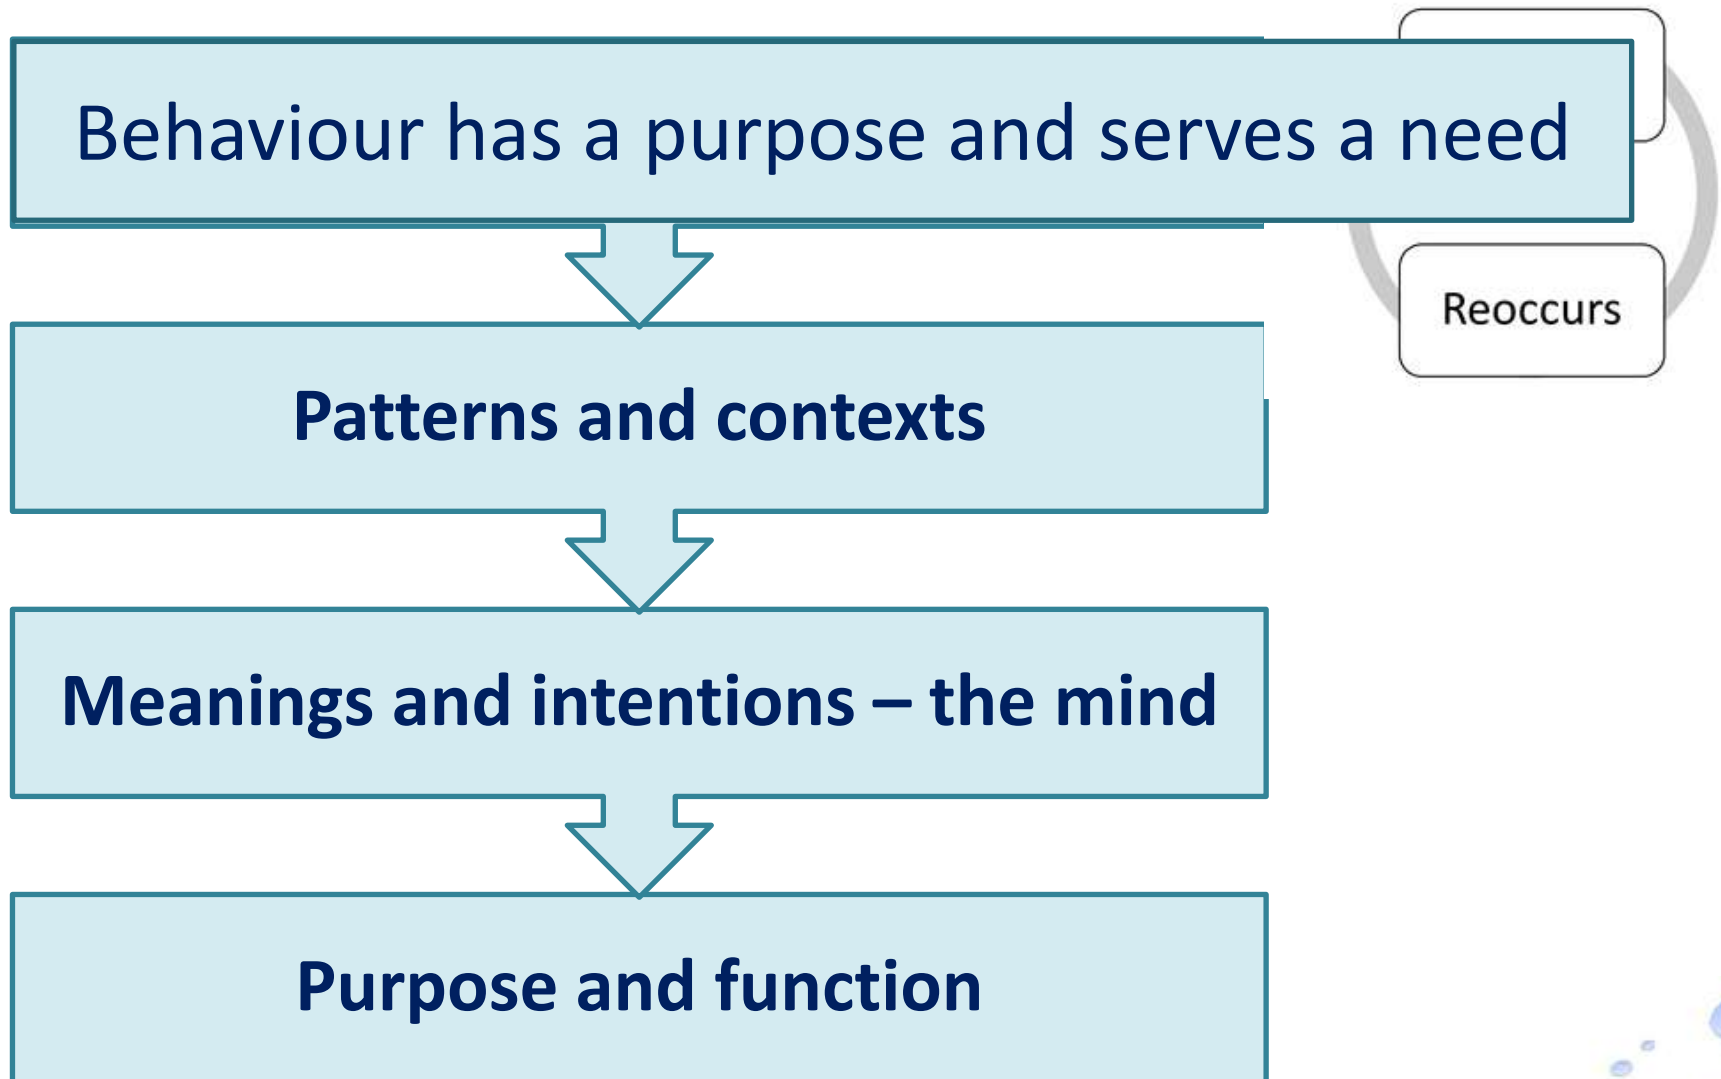 Behaviour has a purpose and serves a need
Reoccurs
Patterns and contexts
Meanings and intentions – the mind
Purpose and function